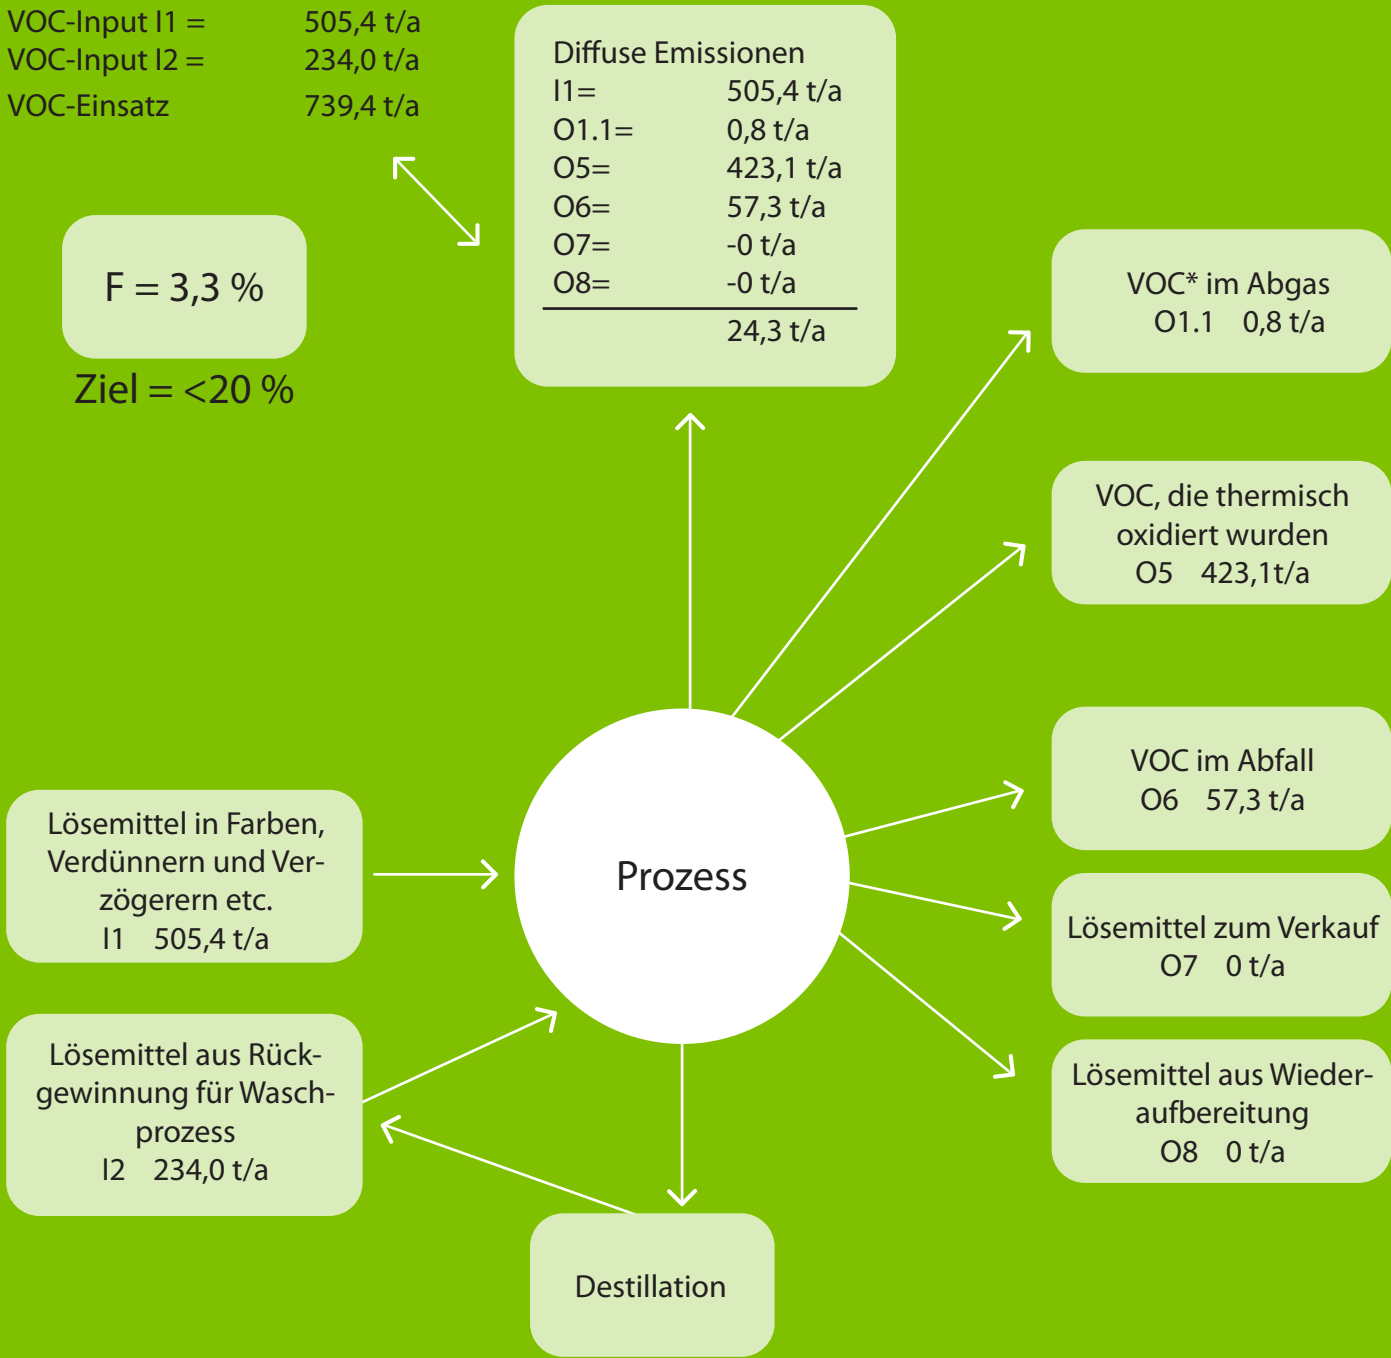 VOC-Input I1 = 505,4 t/a
VOC-Input I2 = 234,0 t/a
VOC-Einsatz 739,4 t/a
Diffuse Emissionen
I1= 505,4 t/a
O1.1= 0,8 t/a
O5= 423,1 t/a
O6= 57,3 t/a
O7= -0 t/a
O8= -0 t/a
24,3 t/a
F = 3,3 %
Ziel = <20 %
VOC* im Abgas
O1.1 0,8 t/a
VOC, die thermisch
oxidiert wurden
O5 423,1t/a
VOC im Abfall
O6 57,3 t/a
Lösemittel in Farben,
Verdünnern und Ver-
zögerern etc.
I1 505,4 t/a
Prozess
Lösemittel zum Verkauf
O7 0 t/a
Lösemittel aus Rück-
gewinnung für Wasch-
prozess
I2 234,0 t/a
Lösemittel aus Wieder-
aufbereitung
O8 0 t/a
Destillation